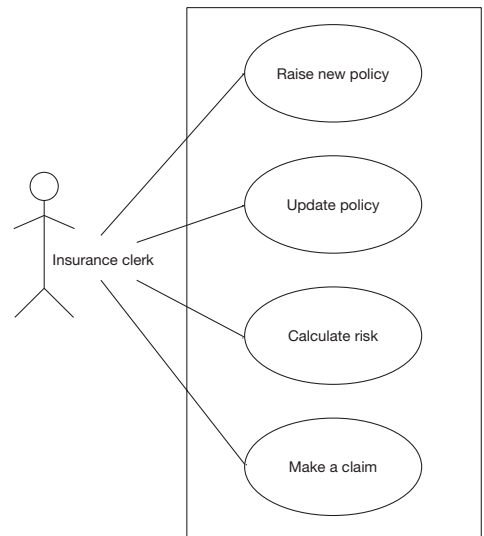 Raise new policy
Update policy
Insurance clerk
Calculate risk
Make a claim